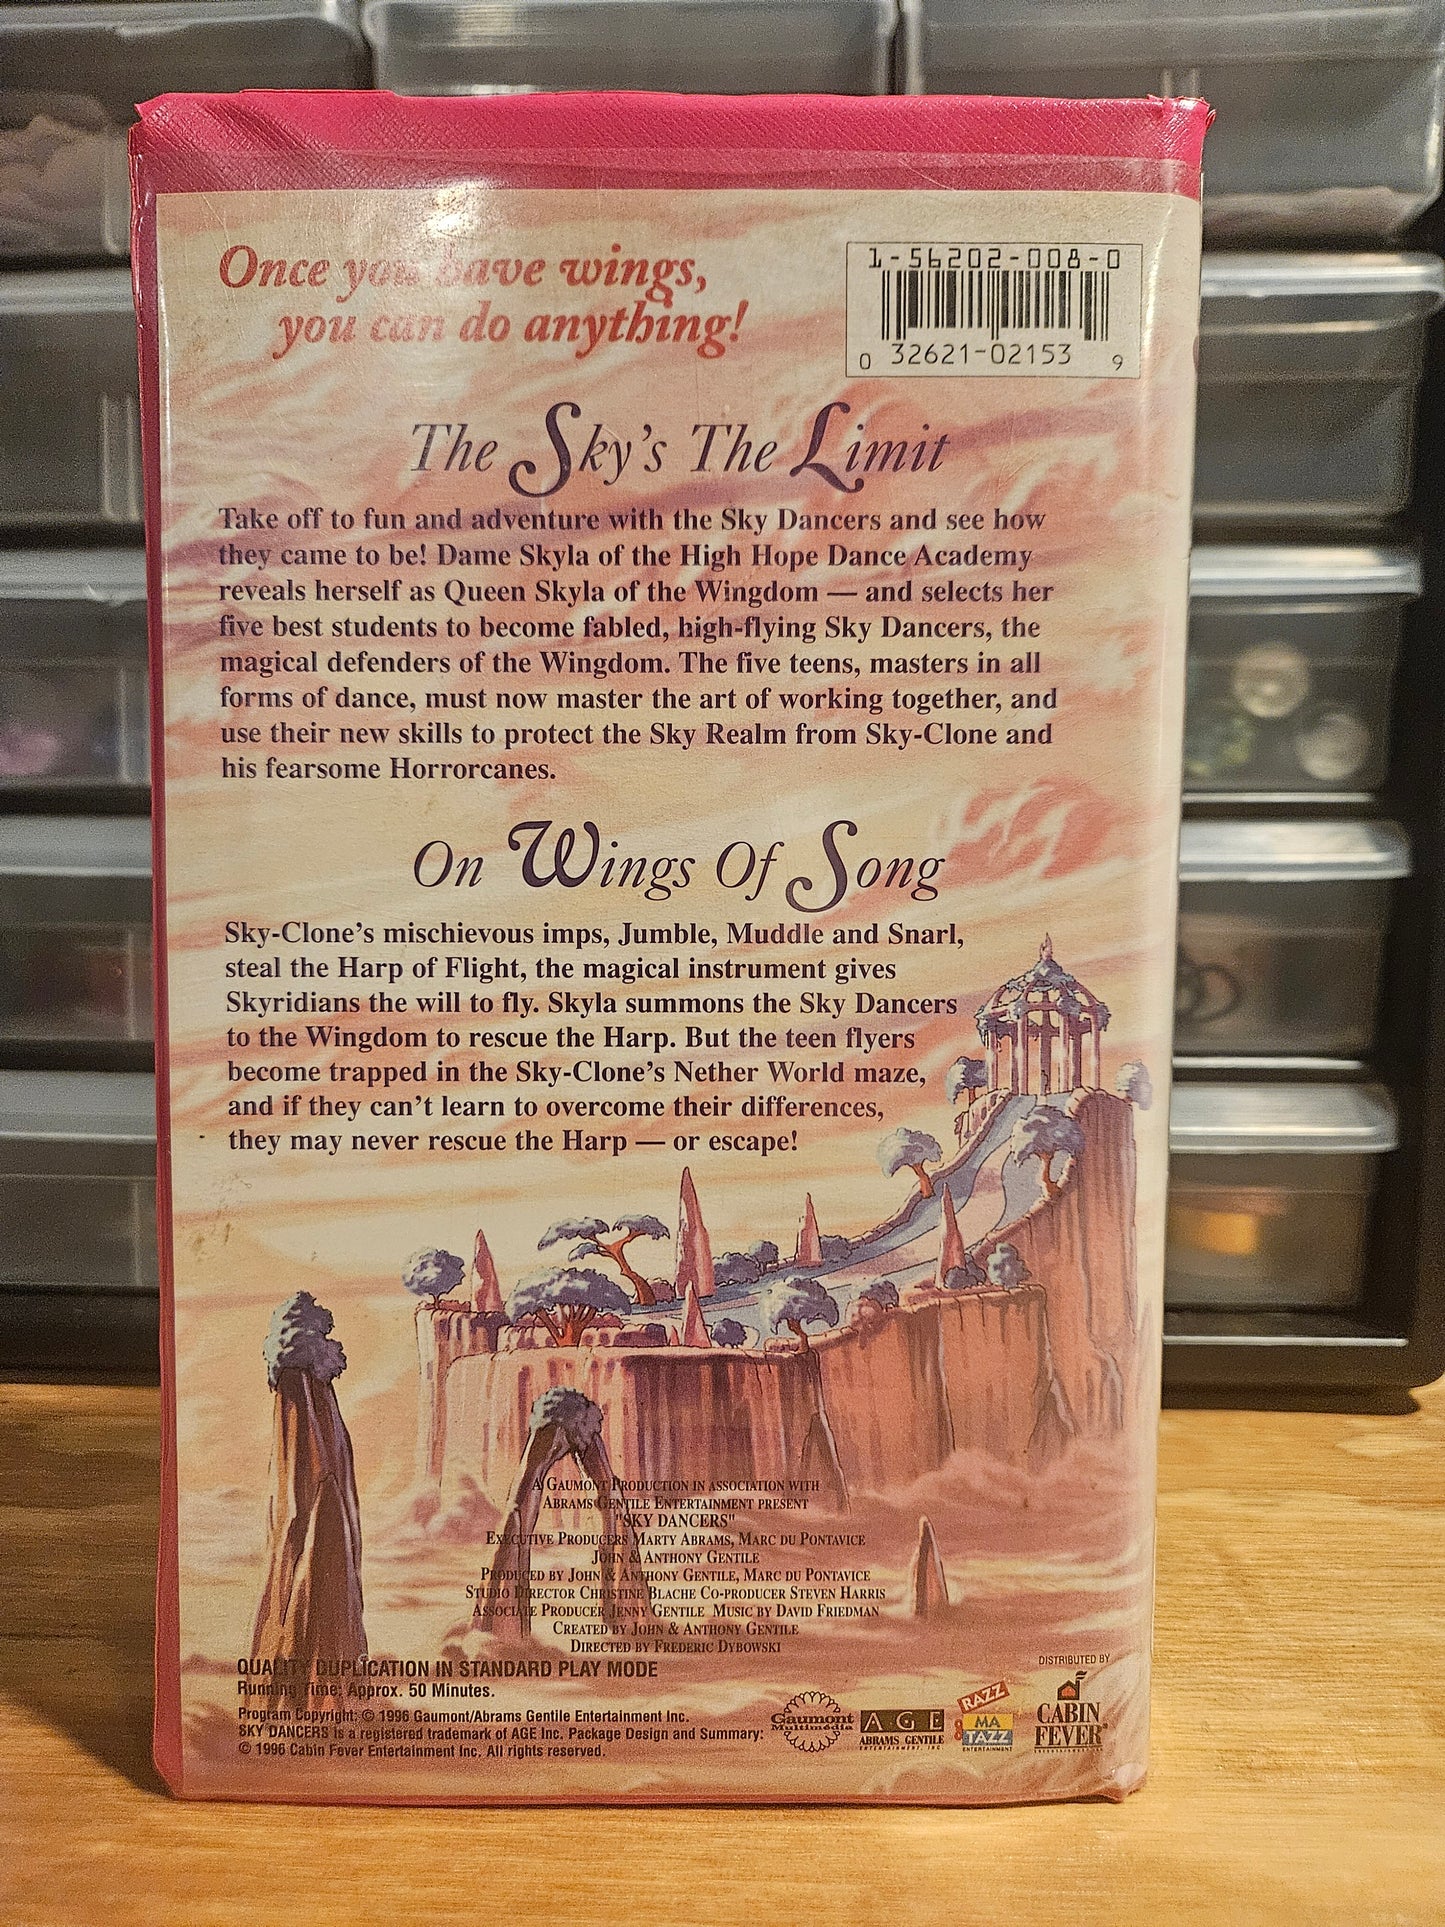 Once you have wings,
you can do anything!
1-56202-008-0
0 32621-02153 9
The Sky's The Limit
Take off to fun and adventure with the Sky Dancers and see how
they came to be! Dame Skyla of the High Hope Dance Academy
reveals herself as Queen Skyla of the Wingdom — and selects her
five best students to become fabled, high-flying Sky Dancers, the
magical defenders of the Wingdom. The five teens, masters in all
forms of dance, must now master the art of working together, and
use their new skills to protect the Sky Realm from Sky-Clone and
his fearsome Horrorcanes.
On Wings Of Song
Sky-Clone's mischievous imps, Jumble, Muddle and Snarl,
steal the Harp of Flight, the magical instrument gives
Skyridians the will to fly. Skyla summons the Sky Dancers
to the Wingdom to rescue the Harp. But the teen flyers
become trapped in the Sky-Clone's Nether World maze,
and if they can't learn to overcome their differences,
they may never rescue the Harp — or escape!
A Gaumont Production in association with
Abrams Gentile Entertainment present
"SKY DANCERS"
Executive Producers Marty Abrams, Marc du Pontavice
John & Anthony Gentile
Produced by John & Anthony Gentile, Marc du Pontavice
Studio Director Christine Blache Co-producer Steven Harris
Associate Producer Jenny Gentile Music by David Friedman
Created by John & Anthony Gentile
Directed by Frederic Dybowski
QUALITY DUPLICATION IN STANDARD PLAY MODE
Running Time: Approx. 50 Minutes.
Program Copyright: © 1996 Gaumont/Abrams Gentile Entertainment Inc.
SKY DANCERS is a registered trademark of AGE Inc. Package Design and Summary:
© 1996 Cabin Fever Entertainment Inc. All rights reserved.
Gaumont
Multimédia
AGE
ABRAMS GENTILE
ENTERTAINMENT, INC.
RAZZ
&
MA
TAZZ
ENTERTAINMENT
DISTRIBUTED BY
CABIN
FEVER®
ENTERTAINMENT INC.